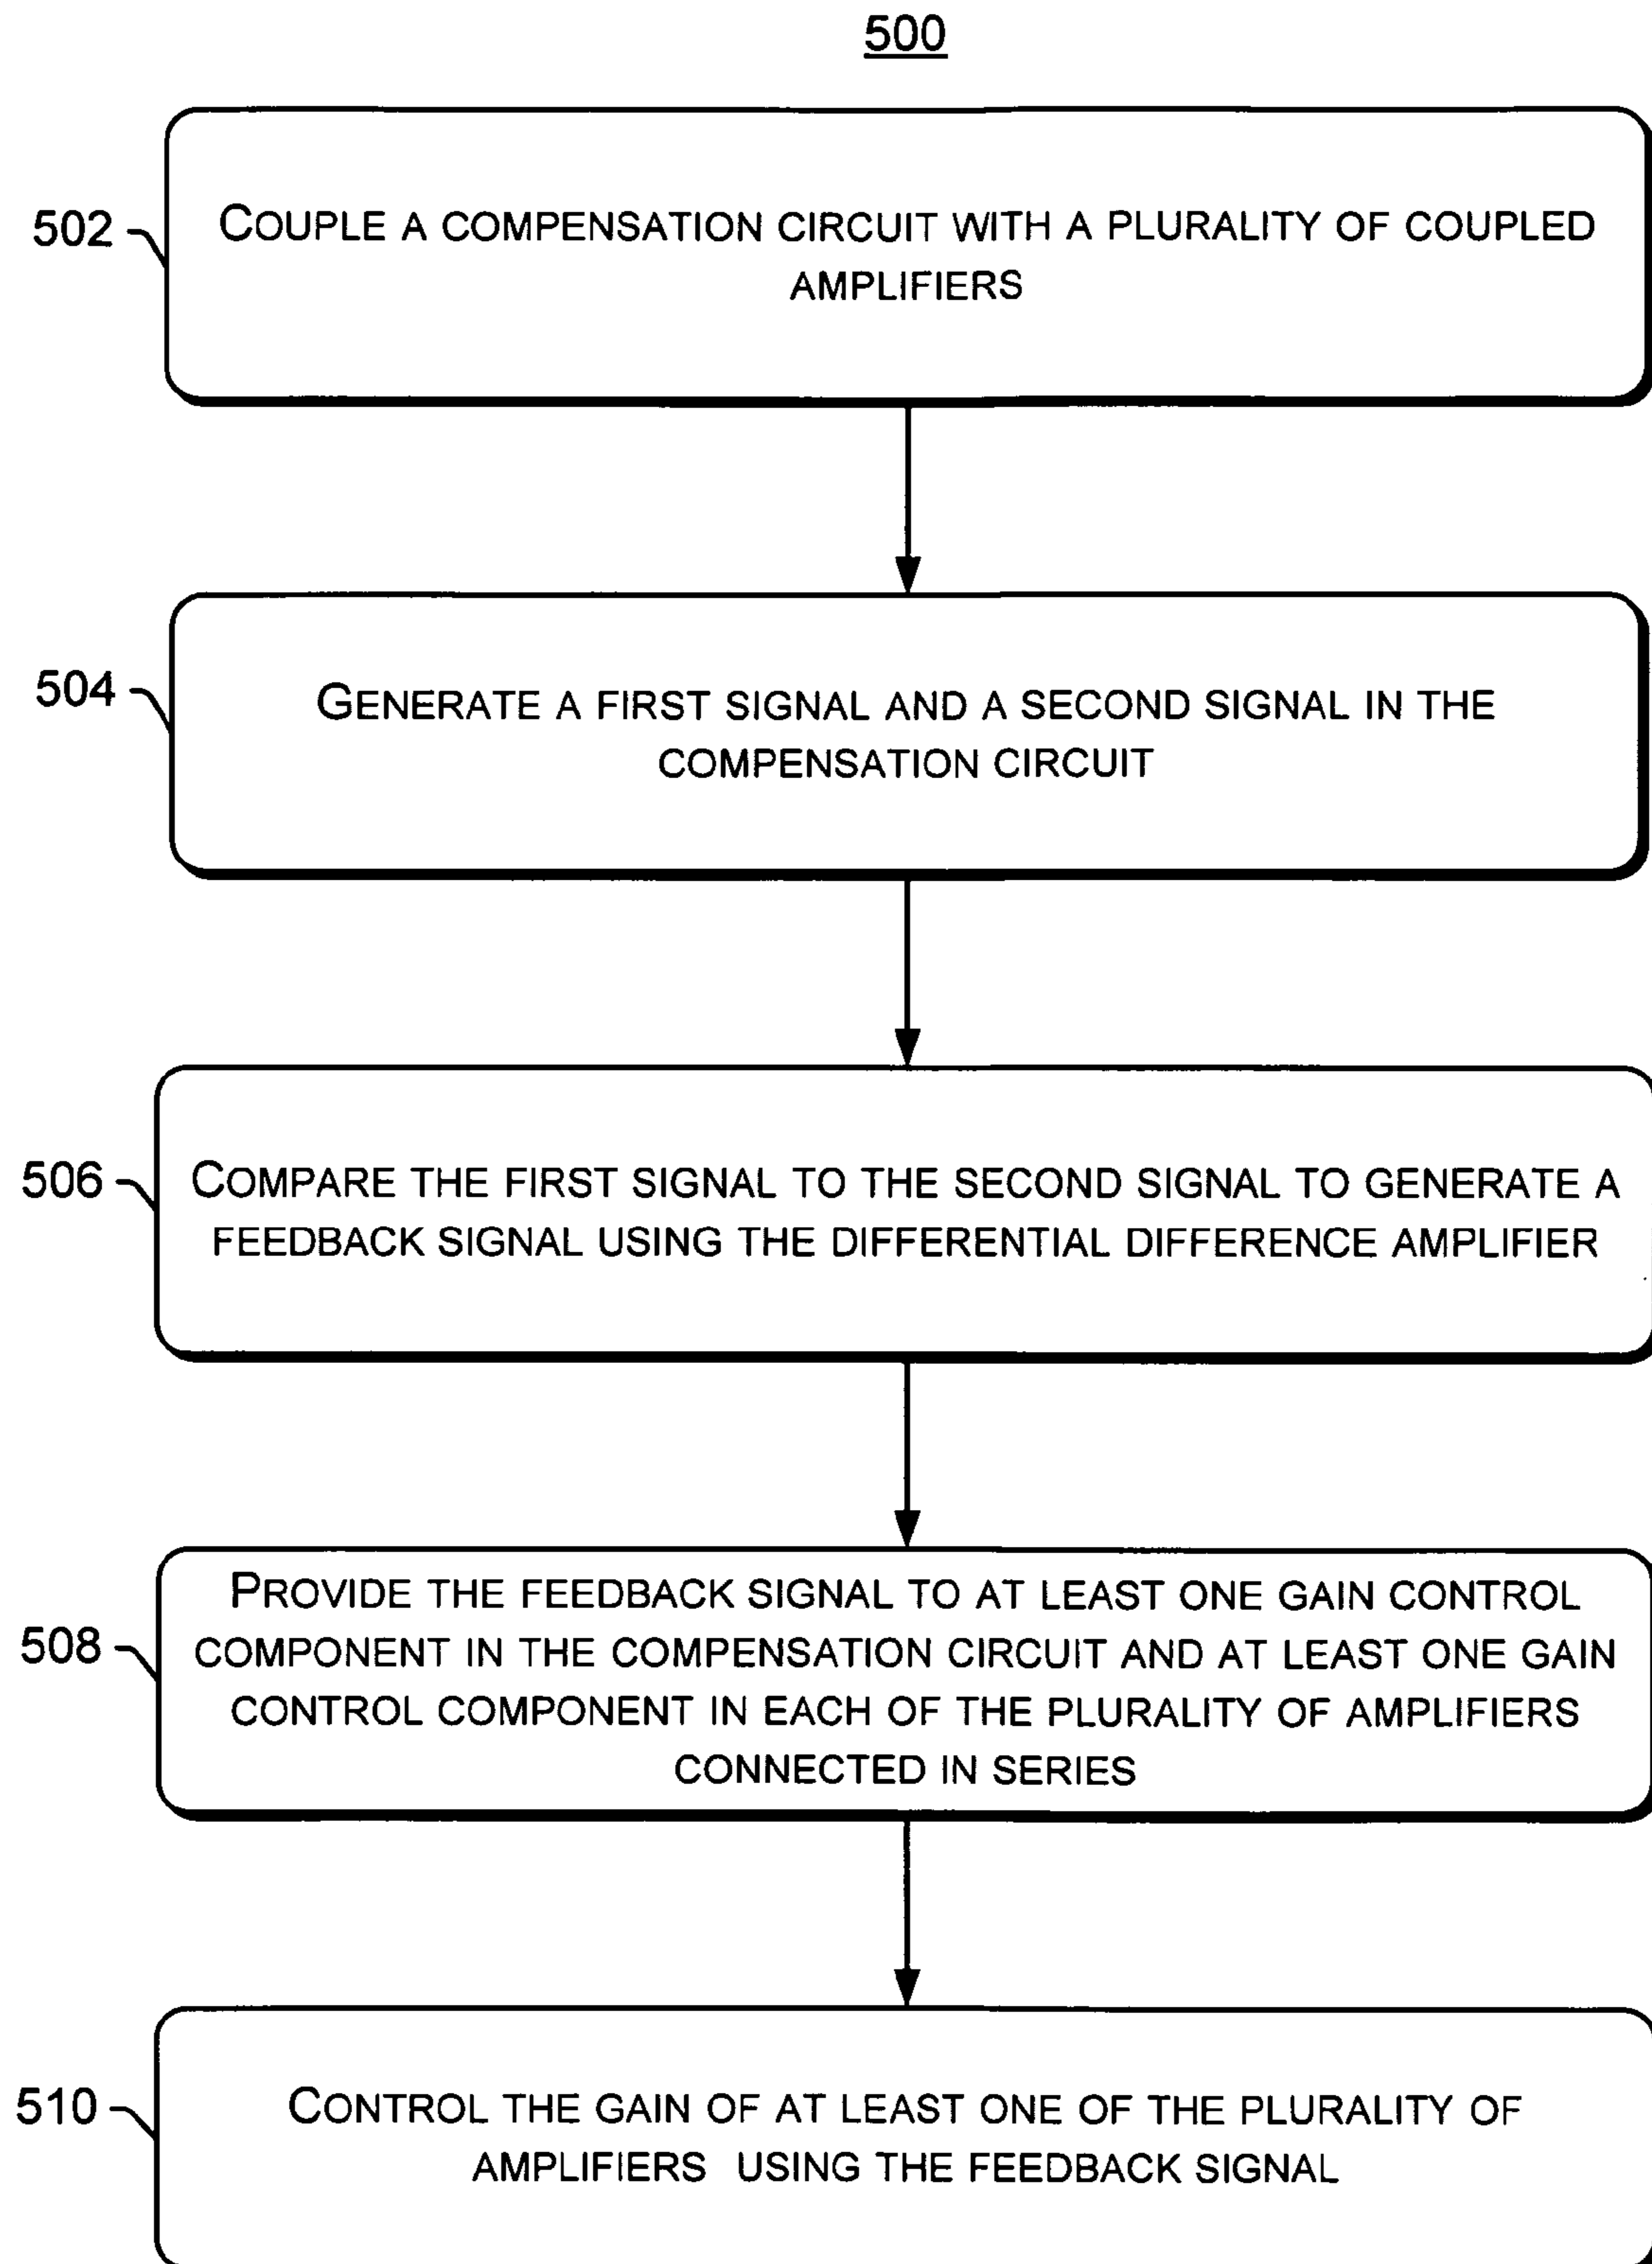 500
502
COUPLE A COMPENSATION CIRCUIT WITH A PLURALITY OF COUPLED
AMPLIFIERS
504
GENERATE A FIRST SIGNAL AND A SECOND SIGNAL IN THE
COMPENSATION CIRCUIT
506
COMPARE THE FIRST SIGNAL TO THE SECOND SIGNAL TO GENERATE A
FEEDBACK SIGNAL USING THE DIFFERENTIAL DIFFERENCE AMPLIFIER
508
PROVIDE THE FEEDBACK SIGNAL TO AT LEAST ONE GAIN CONTROL
COMPONENT IN THE COMPENSATION CIRCUIT AND AT LEAST ONE GAIN
CONTROL COMPONENT IN EACH OF THE PLURALITY OF AMPLIFIERS
CONNECTED IN SERIES
510
CONTROL THE GAIN OF AT LEAST ONE OF THE PLURALITY OF
AMPLIFIERS USING THE FEEDBACK SIGNAL